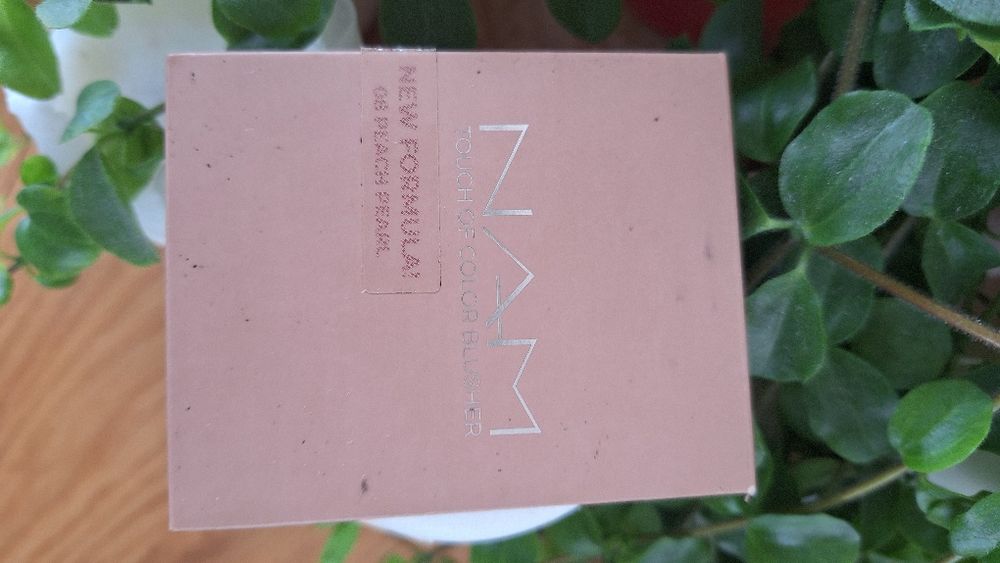 NAM
TOUCH OF COLOR BLUSHER
NEW FORMULA!
08 PEACH PEARL